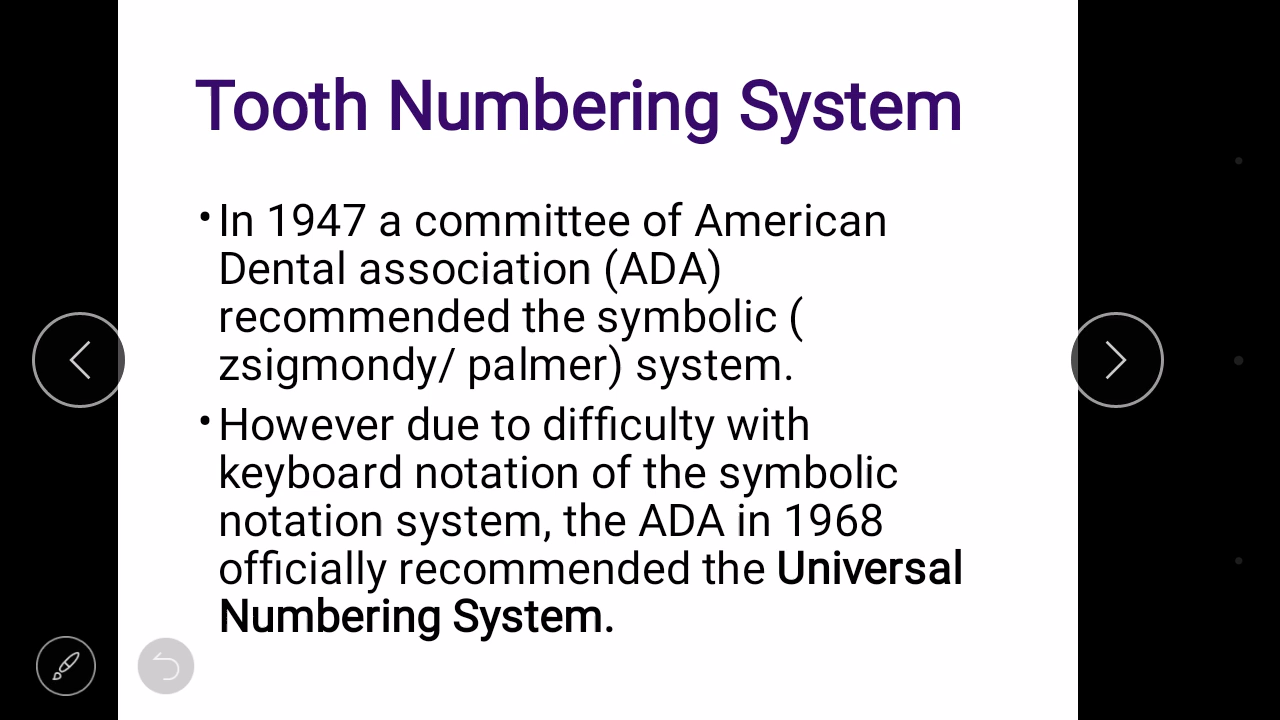 Tooth Numbering System
•In 1947 a committee of American
Dental association (ADA)
recommended the symbolic (
zsigmondy/ palmer) system.
•However due to difficulty with
keyboard notation of the symbolic
notation system, the ADA in 1968
officially recommended the Universal
Numbering System.